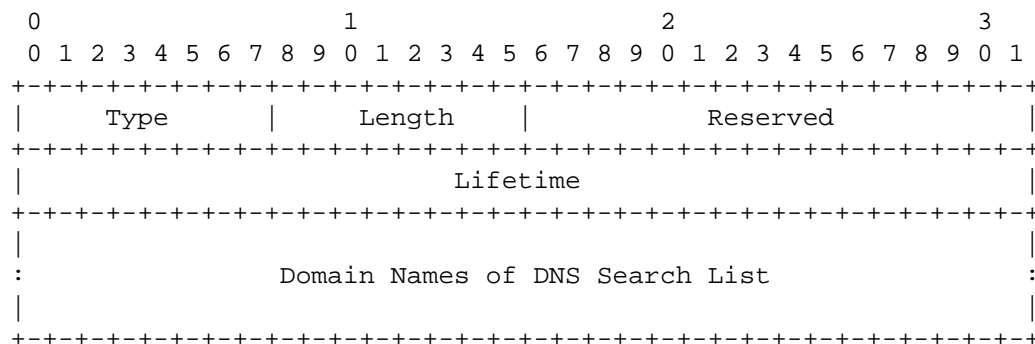 0                   1                   2                   3
 0 1 2 3 4 5 6 7 8 9 0 1 2 3 4 5 6 7 8 9 0 1 2 3 4 5 6 7 8 9 0 1
+-+-+-+-+-+-+-+-+-+-+-+-+-+-+-+-+-+-+-+-+-+-+-+-+-+-+-+-+-+-+-+-+
|     Type      |     Length    |           Reserved            |
+-+-+-+-+-+-+-+-+-+-+-+-+-+-+-+-+-+-+-+-+-+-+-+-+-+-+-+-+-+-+-+-+
|                           Lifetime                            |
+-+-+-+-+-+-+-+-+-+-+-+-+-+-+-+-+-+-+-+-+-+-+-+-+-+-+-+-+-+-+-+-+
|                                                               |
:                Domain Names of DNS Search List                :
|                                                               |
+-+-+-+-+-+-+-+-+-+-+-+-+-+-+-+-+-+-+-+-+-+-+-+-+-+-+-+-+-+-+-+-+